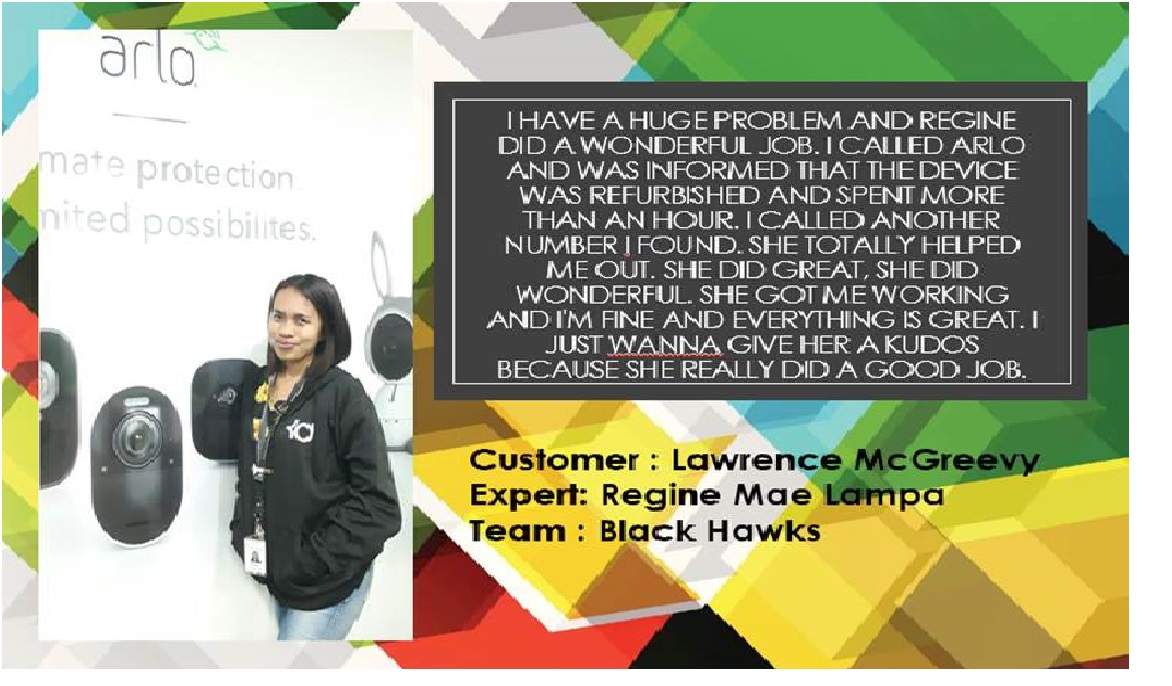 arlo
mate protection
mited possibilites.
I HAVE A HUGE PROBLEM AND REGINE
DID A WONDERFUL JOB. I CALLED ARLO
AND WAS INFORMED THAT THE DEVICE
WAS REFURBISHED AND SPENT MORE
THAN AN HOUR. I CALLED ANOTHER
NUMBER I FOUND. SHE TOTALLY HELPED
ME OUT. SHE DID GREAT, SHE DID
WONDERFUL. SHE GOT ME WORKING
AND I'M FINE AND EVERYTHING IS GREAT. I
JUST WANNA GIVE HER A KUDOS
BECAUSE SHE REALLY DID A GOOD JOB.
Customer : Lawrence McGreevy
Expert: Regine Mae Lampa
Team : Black Hawks